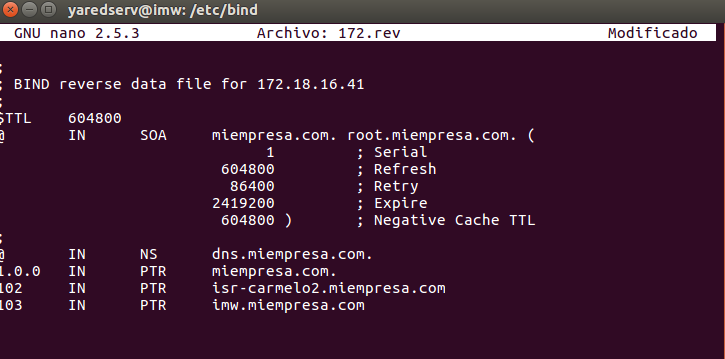 yaredserv@imw: /etc/bind
GNU nano 2.5.3 Archivo: 172.rev Modificado
;
; BIND reverse data file for 172.18.16.41
;
$TTL 604800
@ IN SOA miempresa.com. root.miempresa.com. (
1 ; Serial
604800 ; Refresh
86400 ; Retry
2419200 ; Expire
604800 ) ; Negative Cache TTL
;
@ IN NS dns.miempresa.com.
1.0.0 IN PTR miempresa.com.
102 IN PTR isr-carmelo2.miempresa.com
103 IN PTR imw.miempresa.com